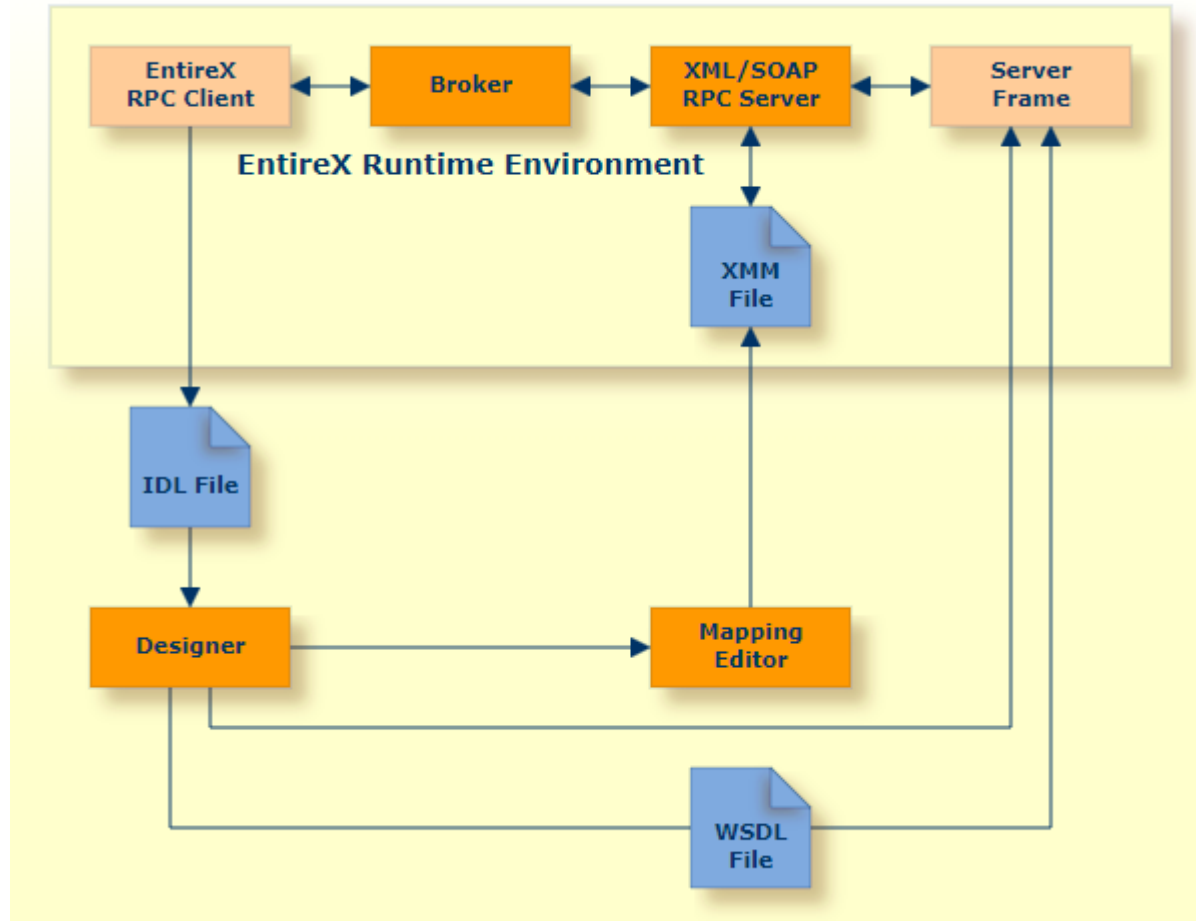 EntireX
RPC Client
Broker
XML/SOAP
RPC Server
Server
Frame
EntireX Runtime Environment
XMM
File
IDL File
Designer
Mapping
Editor
WSDL
File